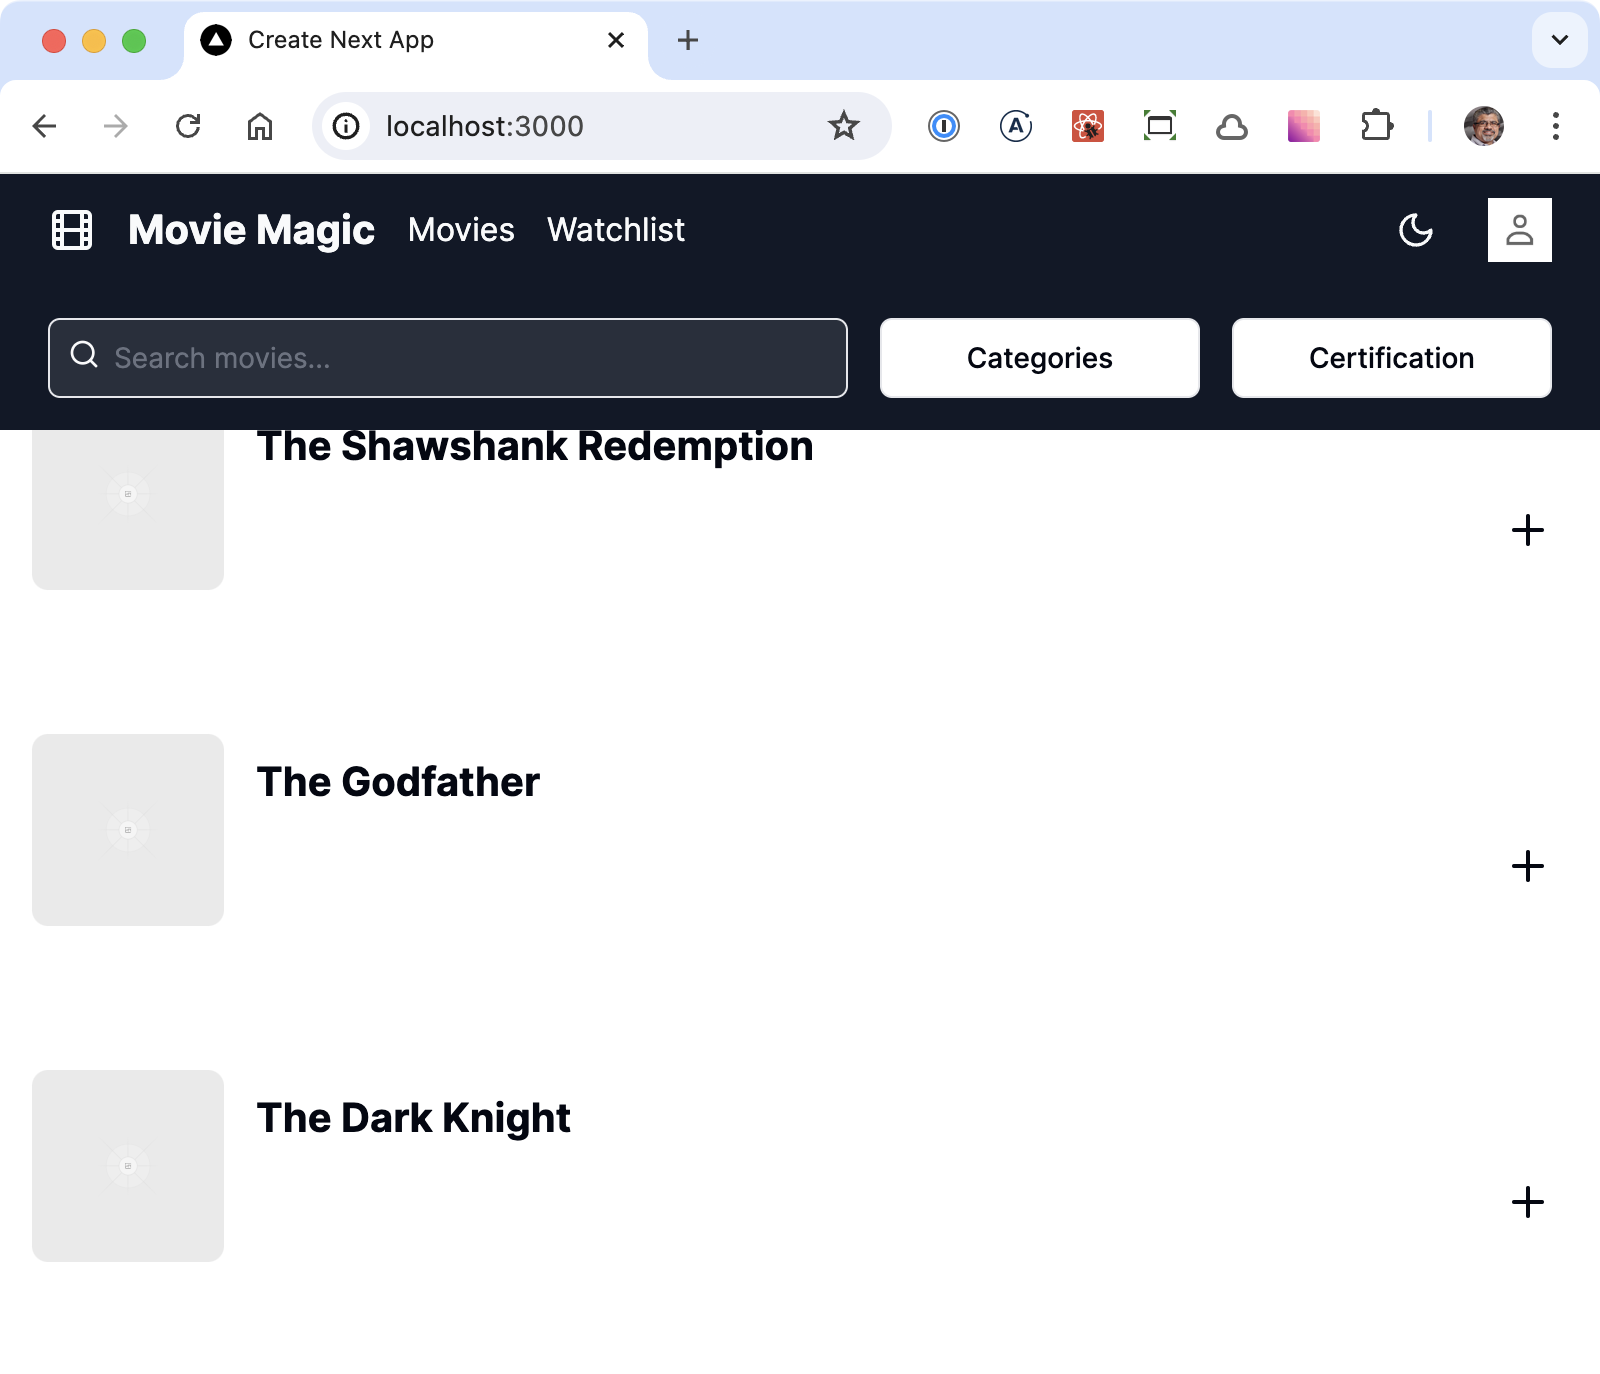 Create Next App
localhost:3000
Movie Magic Movies Watchlist
Search movies...
Categories
Certification
The Shawshank Redemption
The Godfather
The Dark Knight